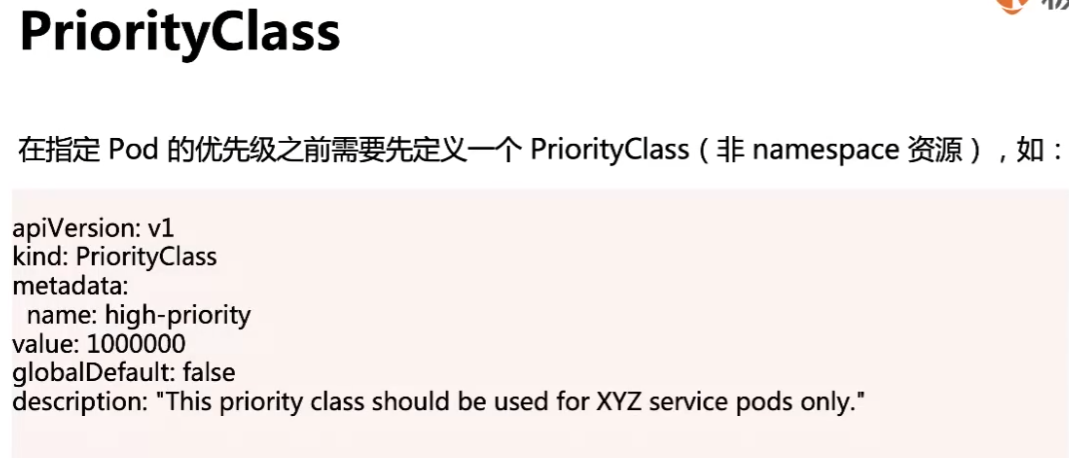 PriorityClass
在指定 Pod 的优先级之前需要先定义一个 PriorityClass（非 namespace 资源），如：
apiVersion: v1
kind: PriorityClass
metadata:
  name: high-priority
value: 1000000
globalDefault: false
description: "This priority class should be used for XYZ service pods only."